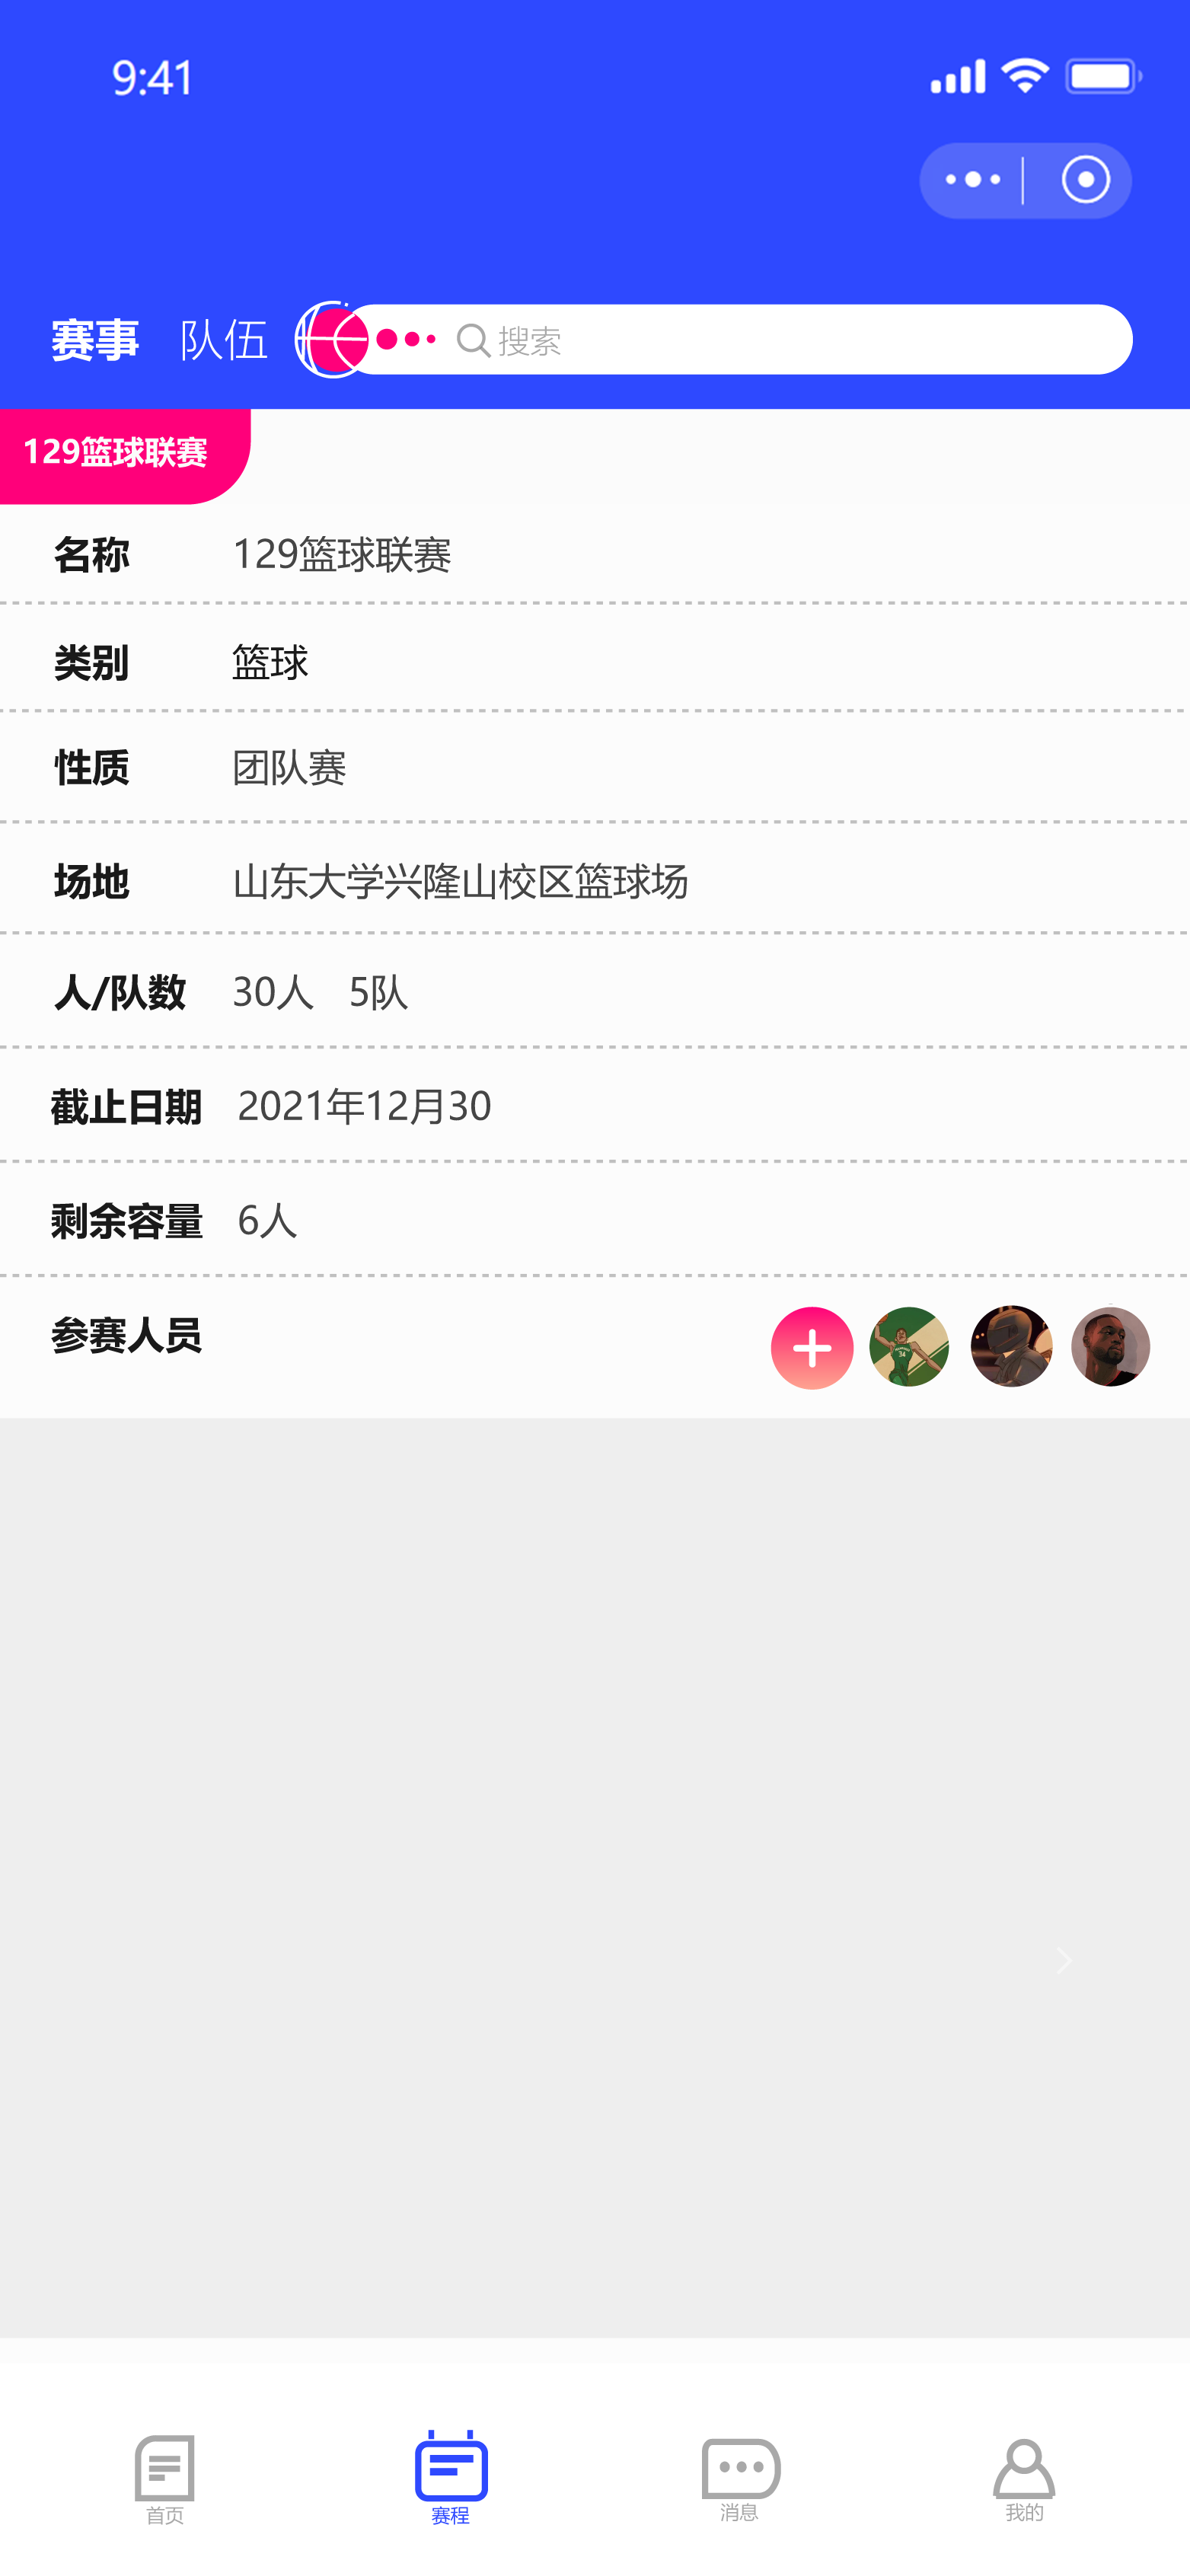 9:41
赛事 队伍 搜索
129篮球联赛
名称 129篮球联赛
类别 篮球
性质 团队赛
场地 山东大学兴隆山校区篮球场
人/队数 30人 5队
截止日期 2021年12月30
剩余容量 6人
参赛人员
34
首页 赛程 消息 我的